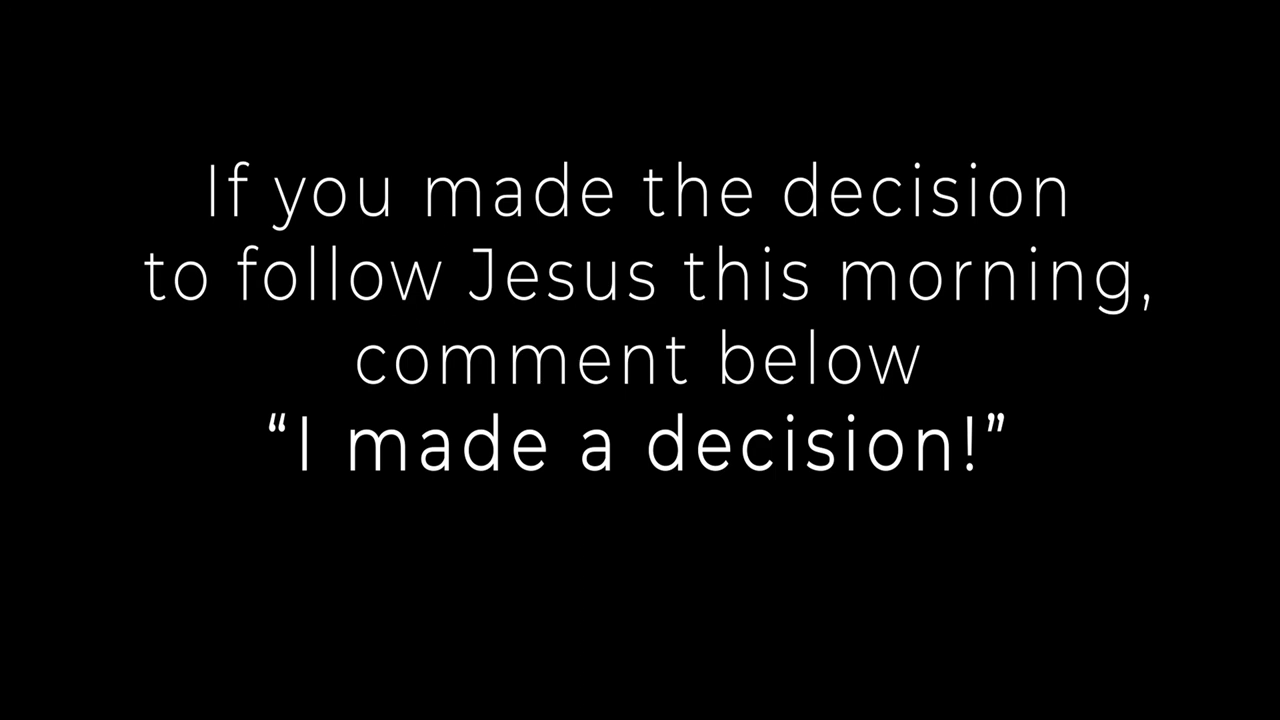 If you made the decision
to follow Jesus this morning,
comment below
“I made a decision!”